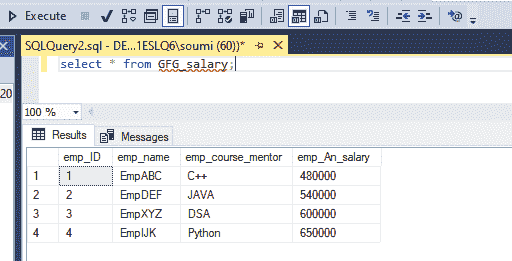 Execute
SQLQuery2.sql - DE...1ESLQ6\soumi (60))*
20
select * from GFG_salary;
100 %
Results Messages
emp_ID emp_name emp_course_mentor emp_An_salary
1 1 EmpABC C++ 480000
2 2 EmpDEF JAVA 540000
3 3 EmpXYZ DSA 600000
4 4 EmpIJK Python 650000